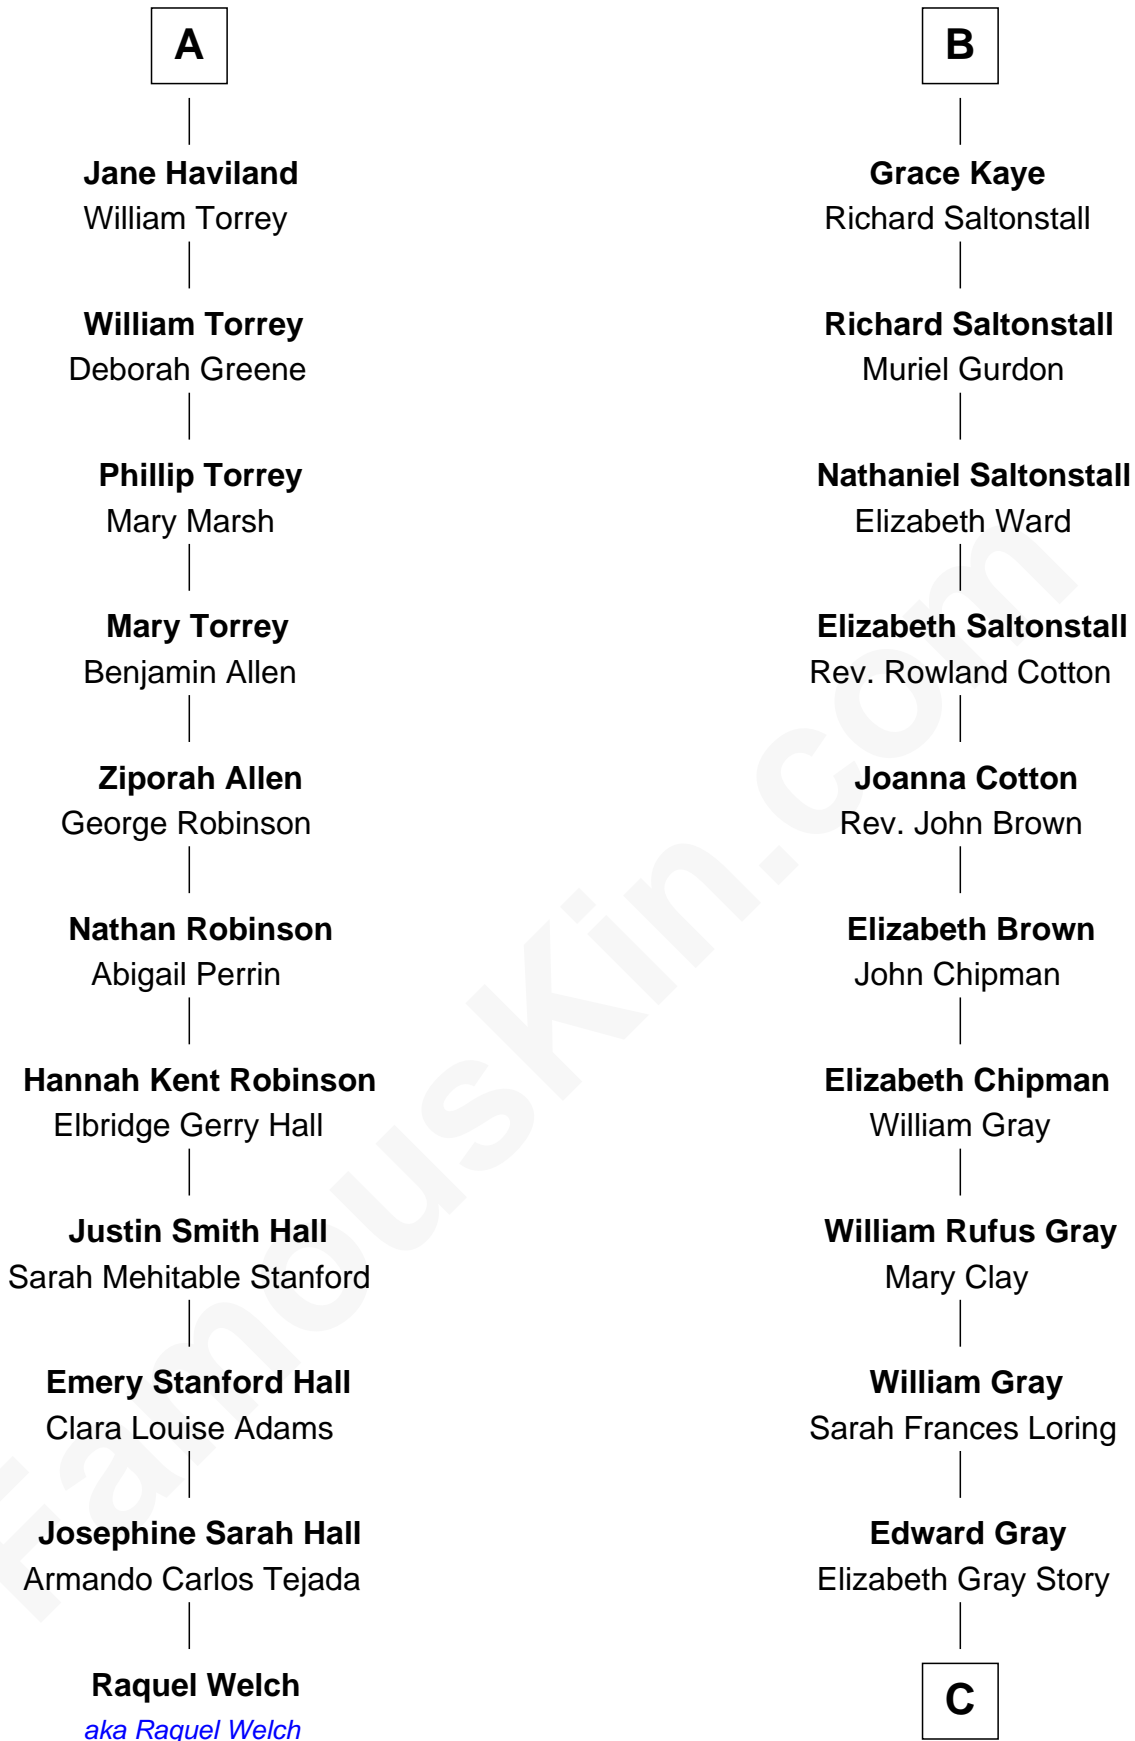 A
Jane Haviland
William Torrey
William Torrey
Deborah Greene
Phillip Torrey
Mary Marsh
Mary Torrey
Benjamin Allen
Ziporah Allen
George Robinson
Nathan Robinson
Abigail Perrin
Hannah Kent Robinson
Elbridge Gerry Hall
Justin Smith Hall
Sarah Mehitable Stanford
Emery Stanford Hall
Clara Louise Adams
Josephine Sarah Hall
Armando Carlos Tejada
Raquel Welch
aka Raquel Welch
B
Grace Kaye
Richard Saltonstall
Richard Saltonstall
Muriel Gurdon
Nathaniel Saltonstall
Elizabeth Ward
Elizabeth Saltonstall
Rev. Rowland Cotton
Joanna Cotton
Rev. John Brown
Elizabeth Brown
John Chipman
Elizabeth Chipman
William Gray
William Rufus Gray
Mary Clay
William Gray
Sarah Frances Loring
Edward Gray
Elizabeth Gray Story
C
FamousKin.com